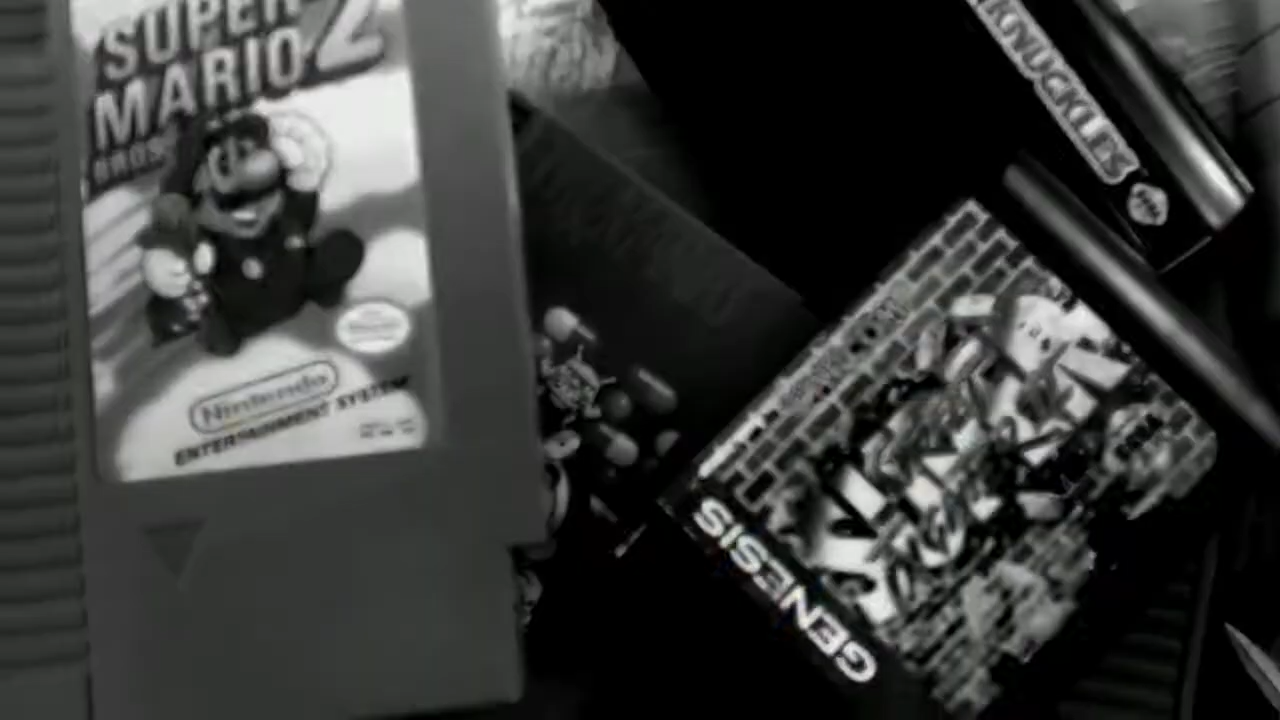 SUPER
MARIO 2
BROS
Nintendo
ENTERTAINMENT SYSTEM
KNUCKLES
GENESIS